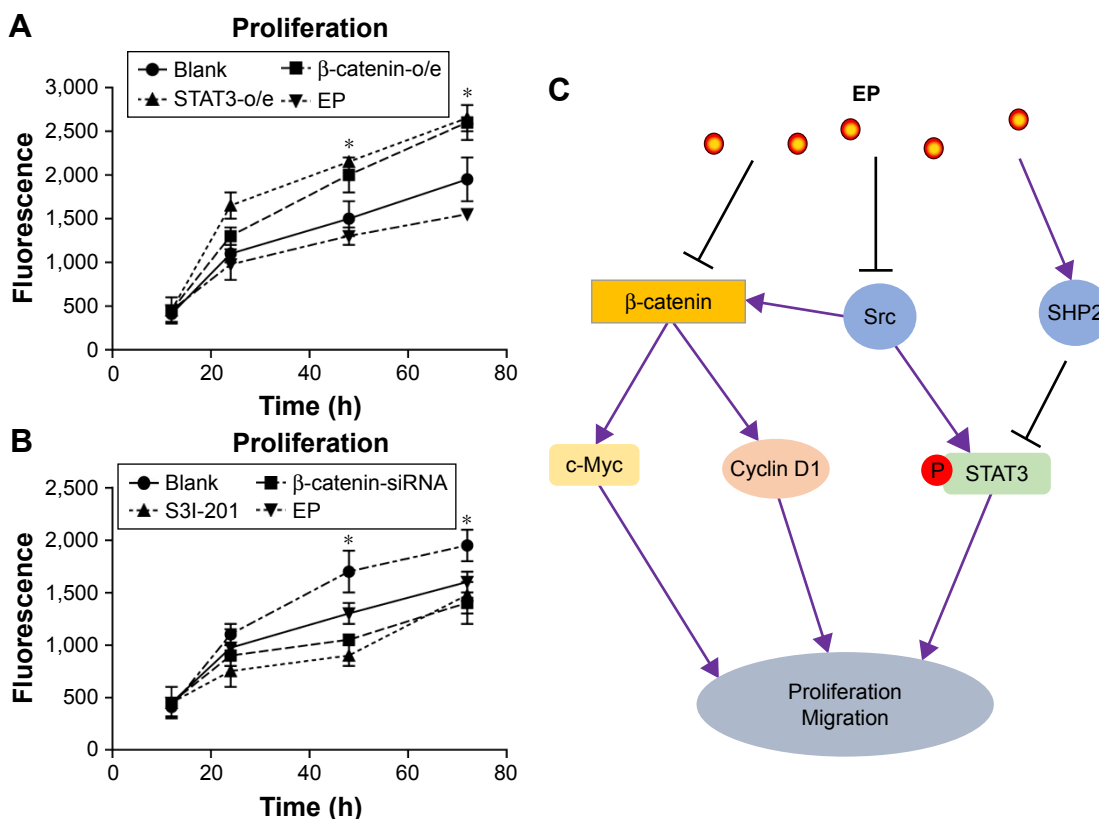 A
Proliferation
Blank
β-catenin-o/e
STAT3-o/e
EP
3,000
2,500
2,000
1,500
1,000
500
0
Fluorescence
*
*
0
20
40
60
80
Time (h)
B
Proliferation
Blank
β-catenin-siRNA
S3I-201
EP
2,500
2,000
1,500
1,000
500
0
Fluorescence
*
*
0
20
40
60
80
Time (h)
C
EP
β-catenin
Src
SHP2
c-Myc
Cyclin D1
P
STAT3
Proliferation
Migration